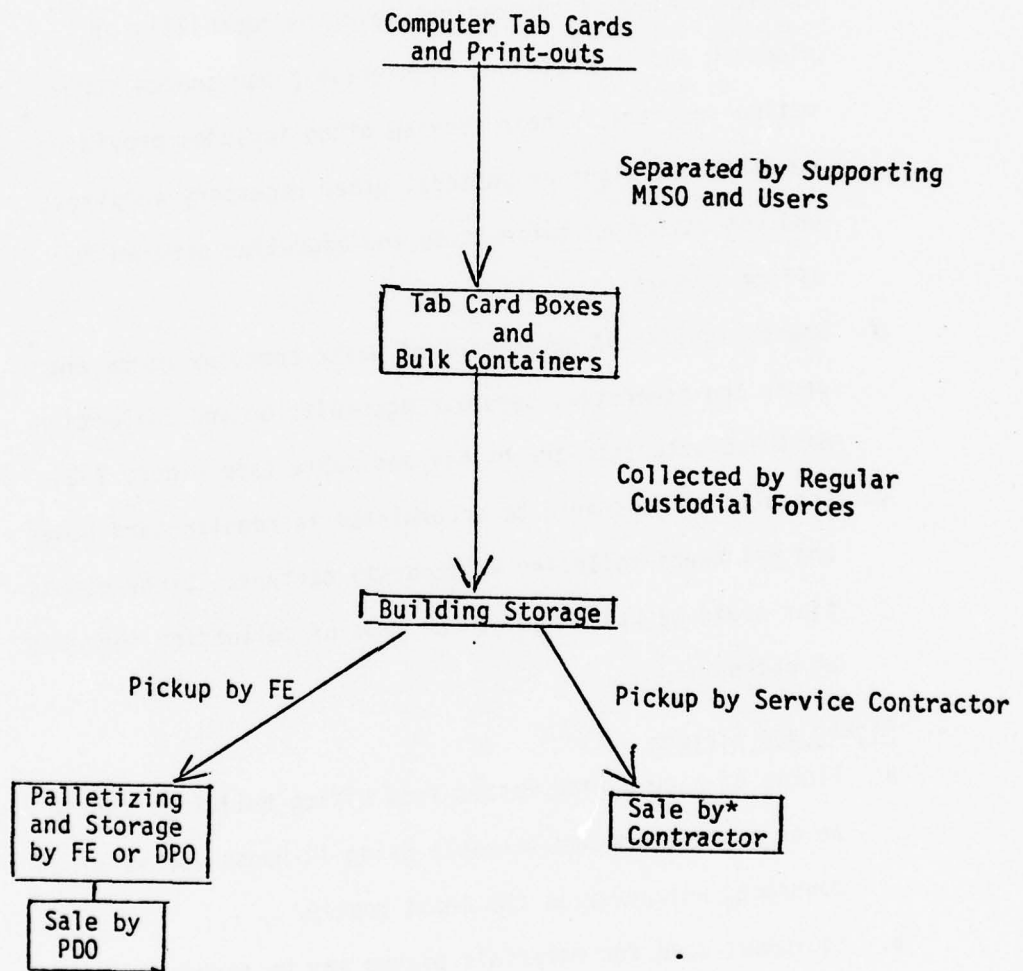 Computer Tab Cards
and Print-outs
Separated by Supporting
MISO and Users
Tab Card Boxes
and
Bulk Containers
Collected by Regular
Custodial Forces
Building Storage
Pickup by FE
Pickup by Service Contractor
Palletizing
and Storage
by FE or DPO
Sale by*
Contractor
Sale by
PDO